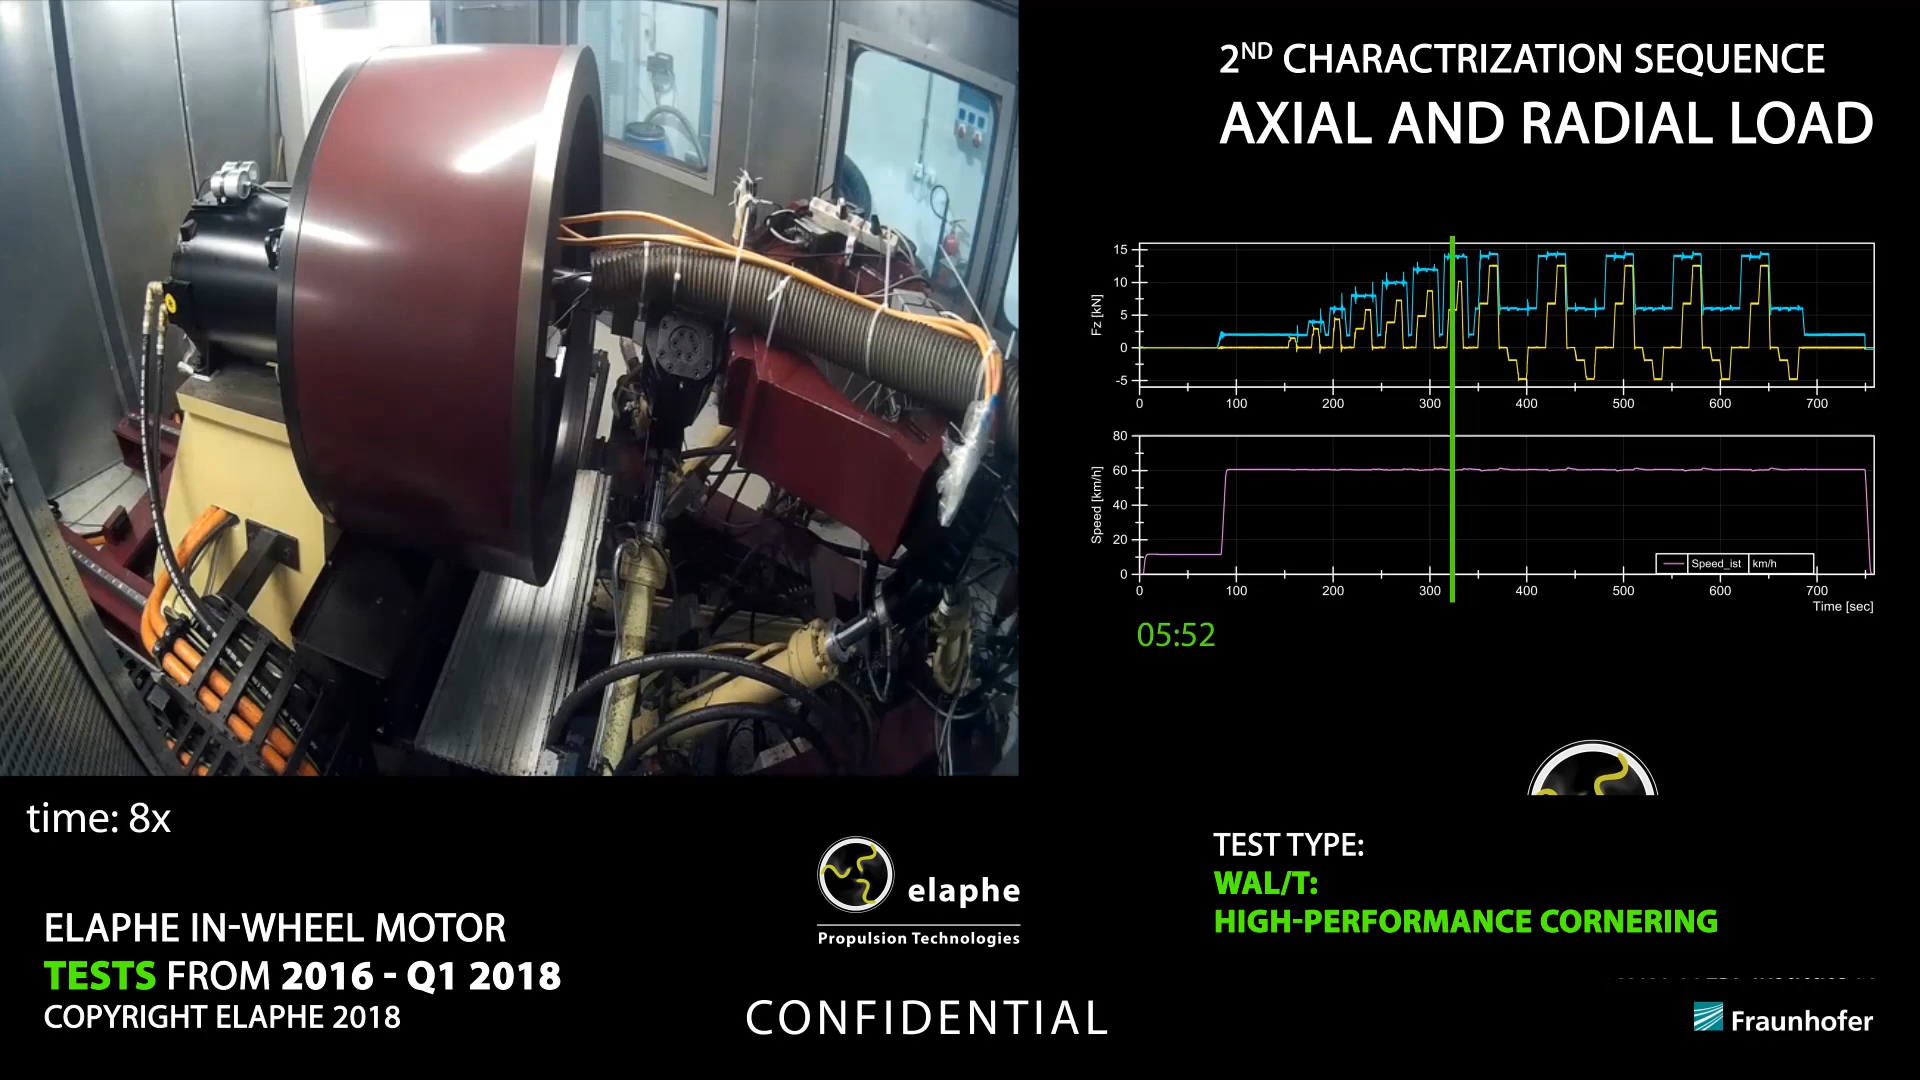 2ND CHARACTRIZATION SEQUENCE
AXIAL AND RADIAL LOAD
15
10
5
0
-5
Fz [kN]
0 100 200 300 400 500 600 700
80
60
40
20
0
Speed [km/h]
Speed_ist km/h
0 100 200 300 400 500 600 700
Time [sec]
05:52
time: 8x
ELAPHE IN-WHEEL MOTOR
TESTS FROM 2016 - Q1 2018
COPYRIGHT ELAPHE 2018
elaphe
Propulsion Technologies
CONFIDENTIAL
TEST TYPE:
WAL/T:
HIGH-PERFORMANCE CORNERING
Fraunhofer